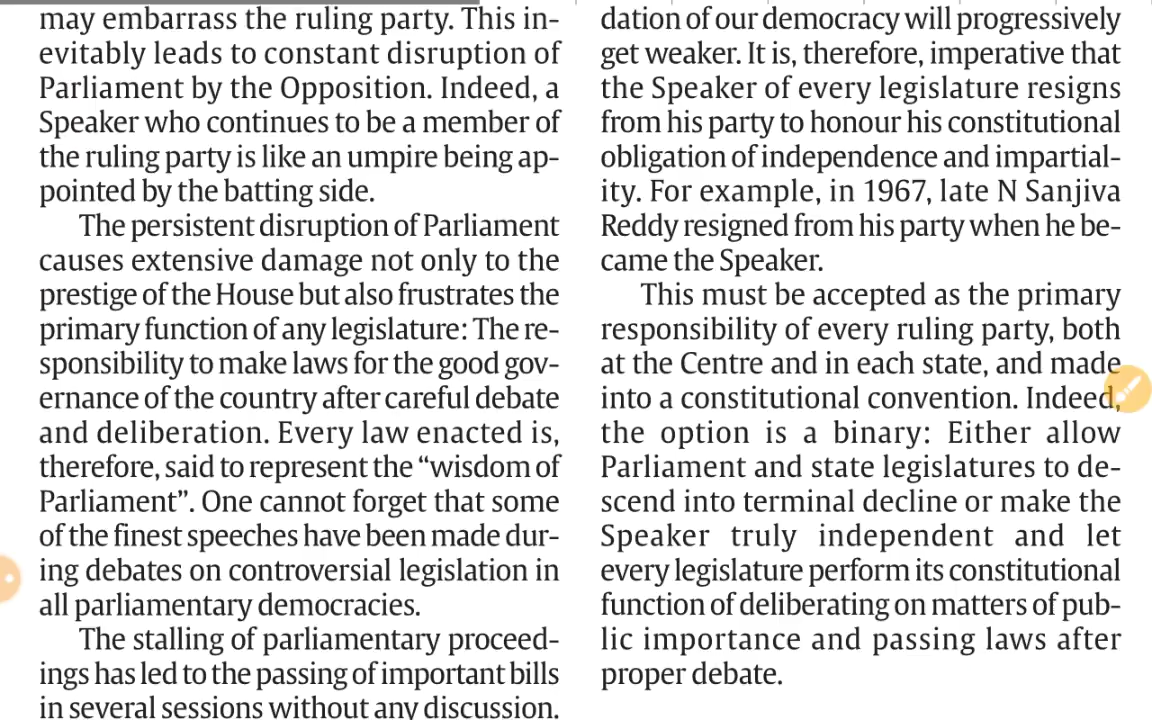 may embarrass the ruling party. This in-
evitably leads to constant disruption of
Parliament by the Opposition. Indeed, a
Speaker who continues to be a member of
the ruling party is like an umpire being ap-
pointed by the batting side.
The persistent disruption of Parliament
causes extensive damage not only to the
prestige of the House but also frustrates the
primary function of any legislature: The re-
sponsibility to make laws for the good gov-
ernance of the country after careful debate
and deliberation. Every law enacted is,
therefore, said to represent the “wisdom of
Parliament”. One cannot forget that some
of the finest speeches have been made dur-
ing debates on controversial legislation in
all parliamentary democracies.
The stalling of parliamentary proceed-
ings has led to the passing of important bills
in several sessions without any discussion.
dation of our democracy will progressively
get weaker. It is, therefore, imperative that
the Speaker of every legislature resigns
from his party to honour his constitutional
obligation of independence and impartial-
ity. For example, in 1967, late N Sanjiva
Reddy resigned from his party when he be-
came the Speaker.
This must be accepted as the primary
responsibility of every ruling party, both
at the Centre and in each state, and made
into a constitutional convention. Indeed,
the option is a binary: Either allow
Parliament and state legislatures to de-
scend into terminal decline or make the
Speaker truly independent and let
every legislature perform its constitutional
function of deliberating on matters of pub-
lic importance and passing laws after
proper debate.